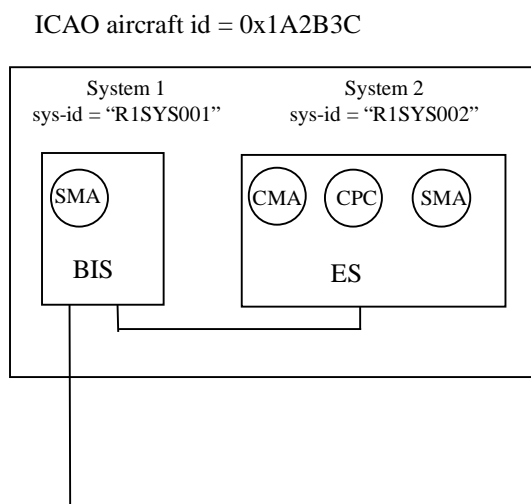 ICAO aircraft id = 0x1A2B3C
System 1
sys-id = “R1SYS001”
System 2
sys-id = “R1SYS002”
SMA
BIS
CMA
CPC
SMA
ES